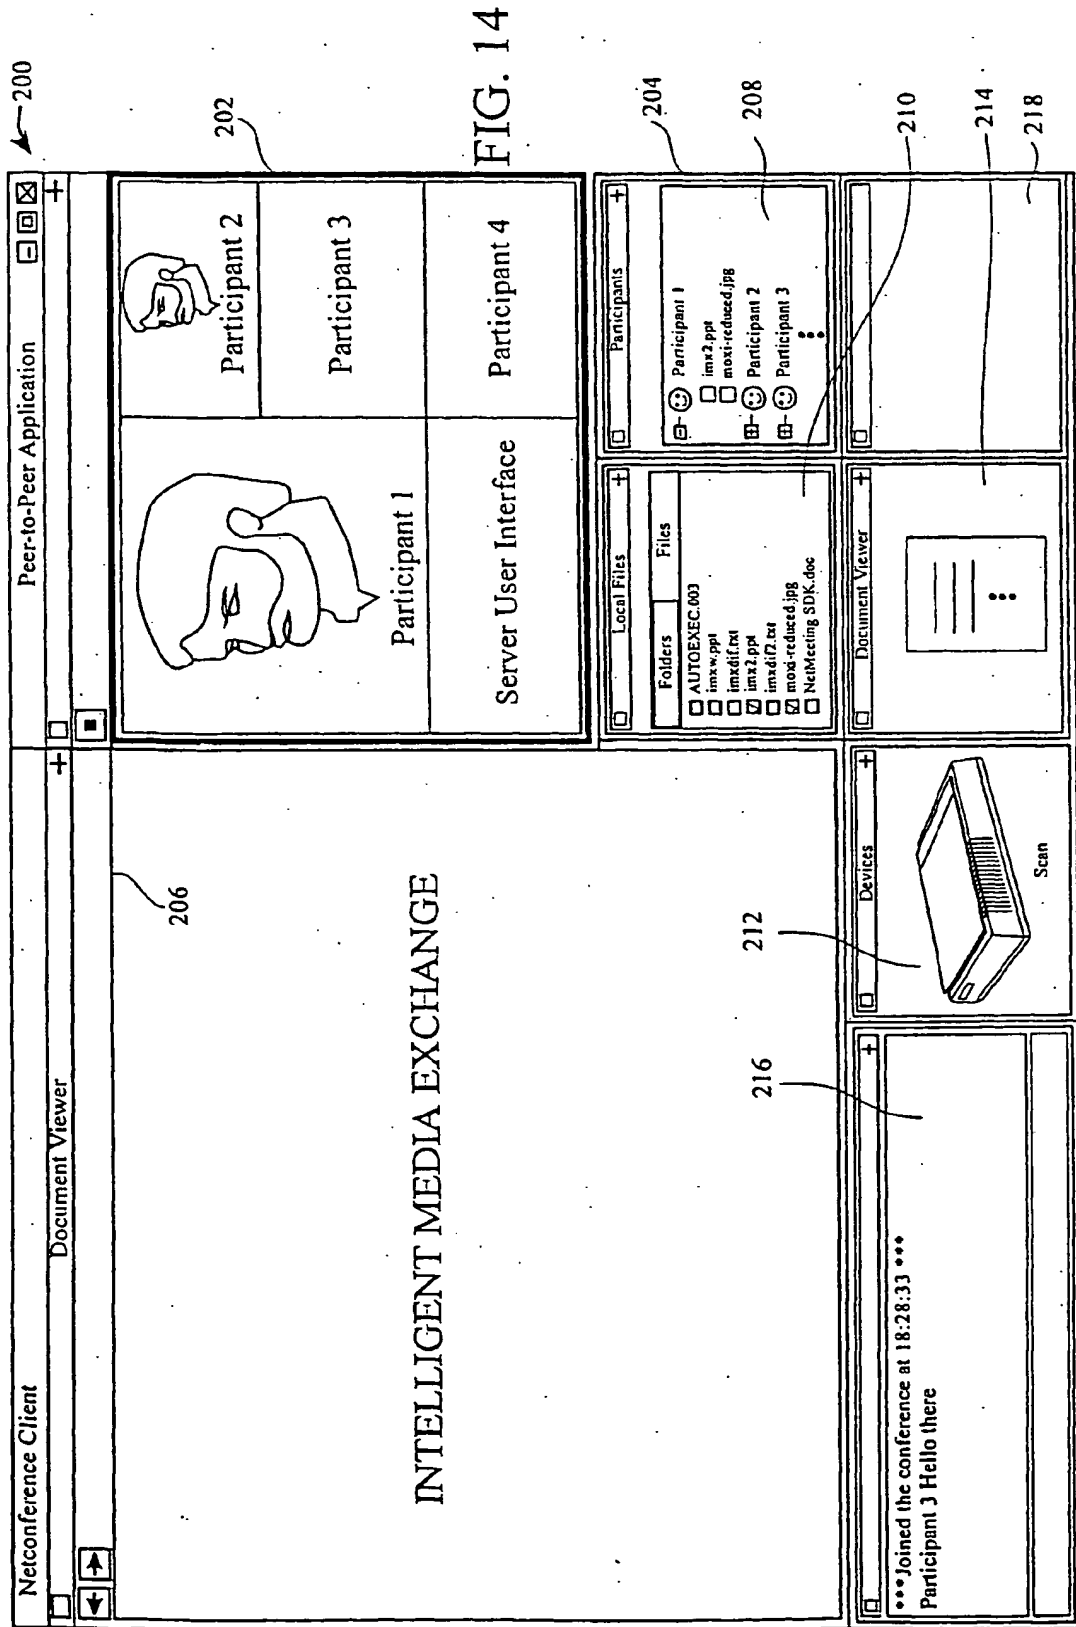 200
Netconference Client
Document Viewer
Peer-to-Peer Application
INTELLIGENT MEDIA EXCHANGE
206
Participant 1
Participant 2
Participant 3
Server User Interface
Participant 4
202
FIG. 14
Local Files
Folders
Files
AUTOEXEC.003
imxw.ppt
imxdif.txt
imx2.ppt
imxdif2.txt
moxi-reduced.jpg
NetMeeting SDK.doc
Participants
Participant 1
imx2.ppt
moxi-reduced.jpg
Participant 2
Participant 3
204
208
210
216
***Joined the conference at 18:28:33 ***
Participant 3 Hello there
212
Devices
Scan
Document Viewer
214
218